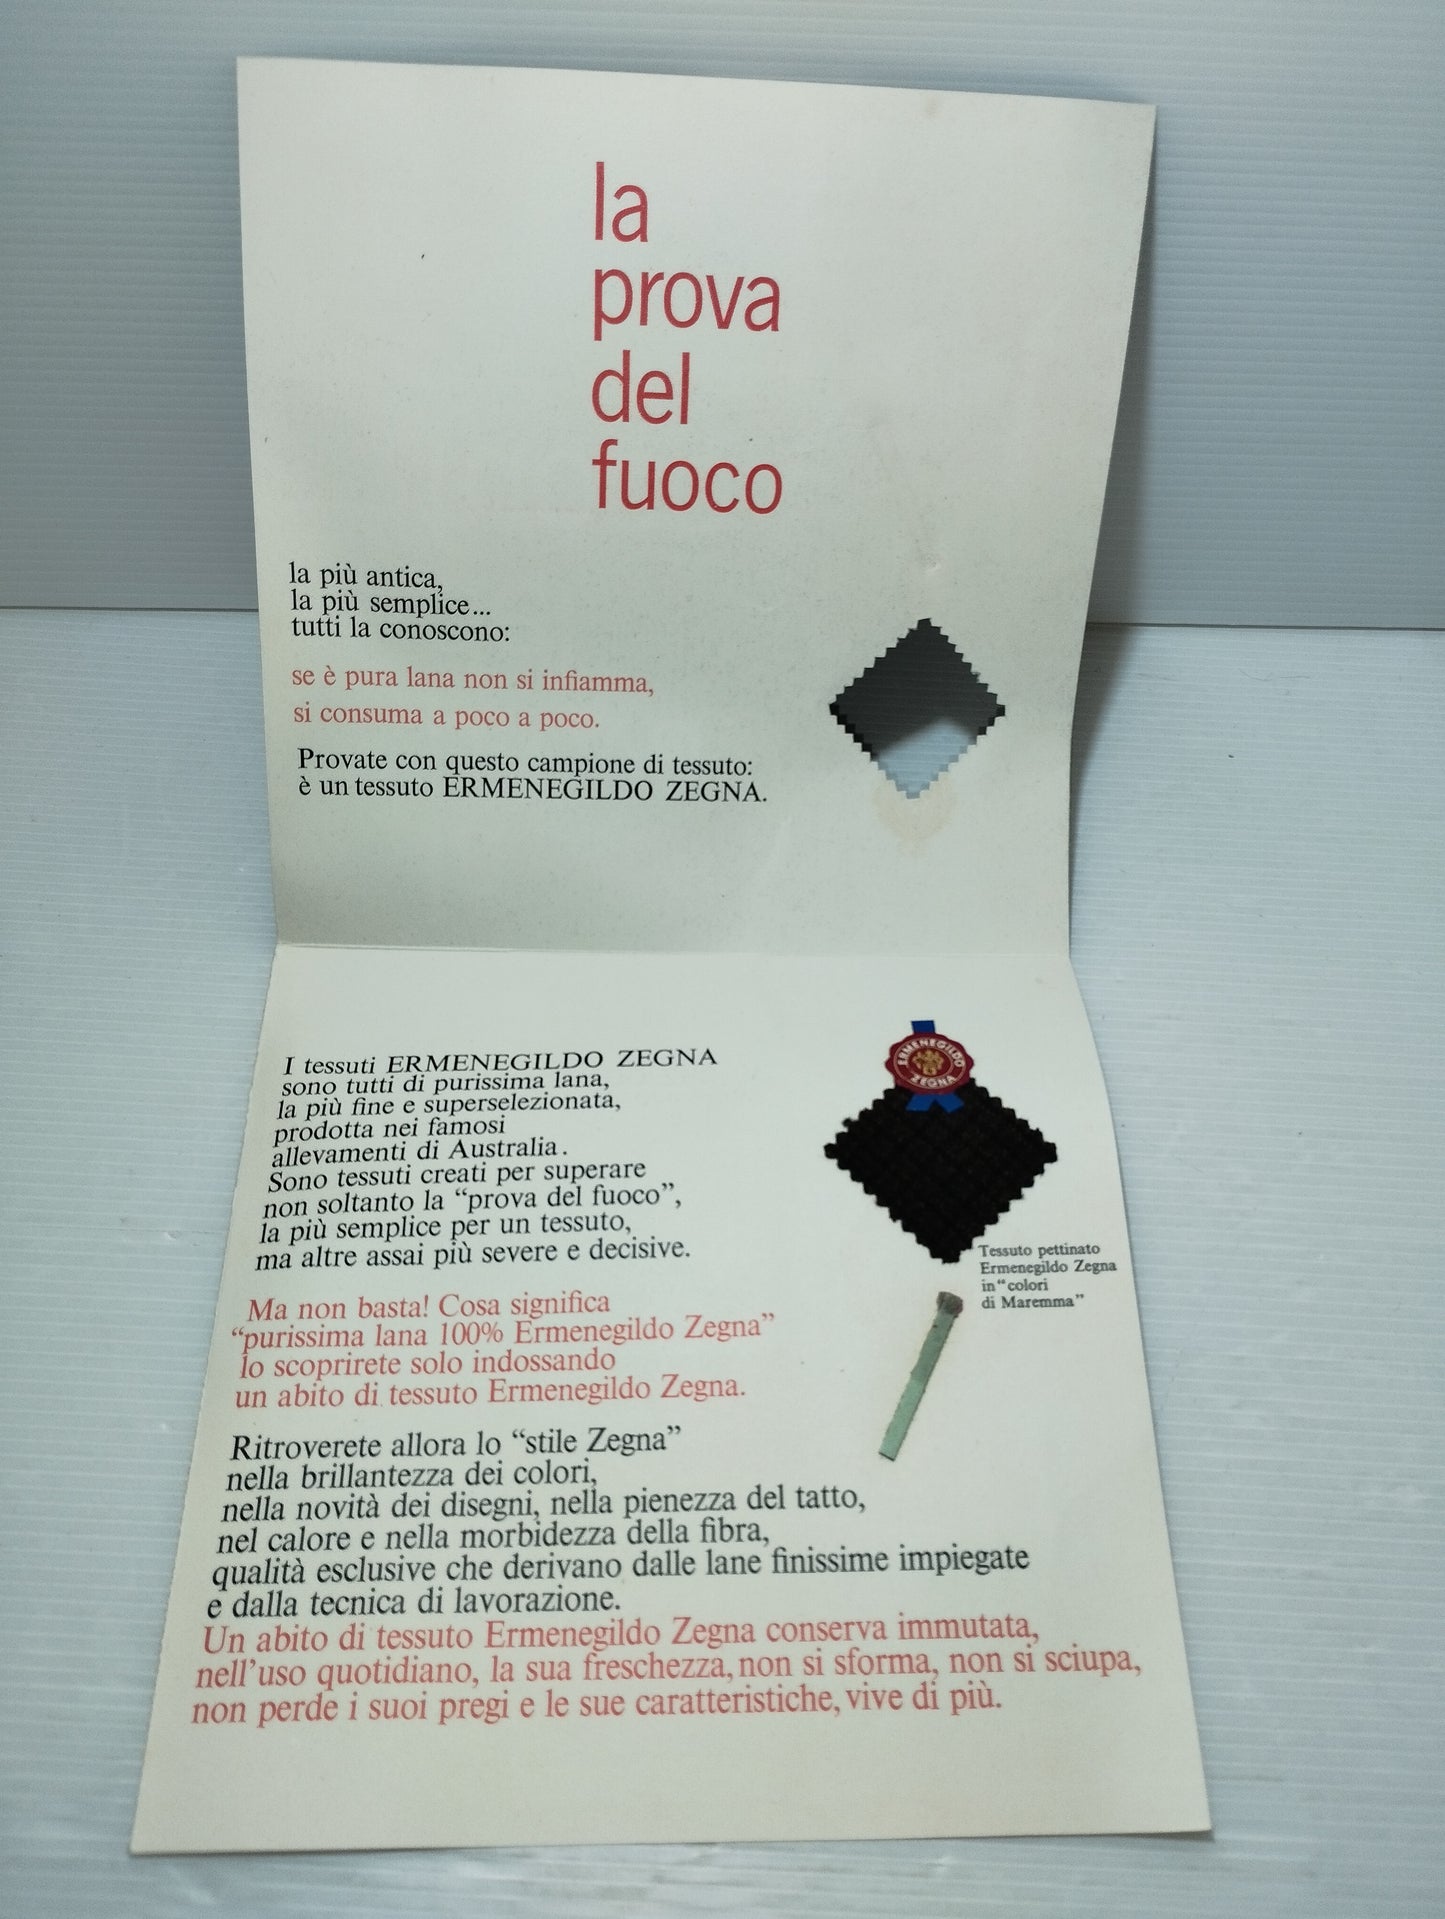 la
prova
del
fuoco
la più antica,
la più semplice...
tutti la conoscono:
se è pura lana non si infiamma,
si consuma a poco a poco.
Provate con questo campione di tessuto:
è un tessuto ERMENEGILDO ZEGNA.
I tessuti ERMENEGILDO ZEGNA
sono tutti di purissima lana,
la più fine e superselezionata,
prodotta nei famosi
allevamenti di Australia.
Sono tessuti creati per superare
non soltanto la “prova del fuoco”,
la più semplice per un tessuto,
ma altre assai più severe e decisive.
ERMENEGILDO
ZEGNA
Tessuto pettinato
Ermenegildo Zegna
in “colori
di Maremma”
Ma non basta! Cosa significa
“purissima lana 100% Ermenegildo Zegna”
lo scoprirete solo indossando
un abito di tessuto Ermenegildo Zegna.
Ritroverete allora lo “stile Zegna”
nella brillantezza dei colori,
nella novità dei disegni, nella pienezza del tatto,
nel calore e nella morbidezza della fibra,
qualità esclusive che derivano dalle lane finissime impiegate
e dalla tecnica di lavorazione.
Un abito di tessuto Ermenegildo Zegna conserva immutata,
nell’uso quotidiano, la sua freschezza, non si sforma, non si sciupa,
non perde i suoi pregi e le sue caratteristiche, vive di più.